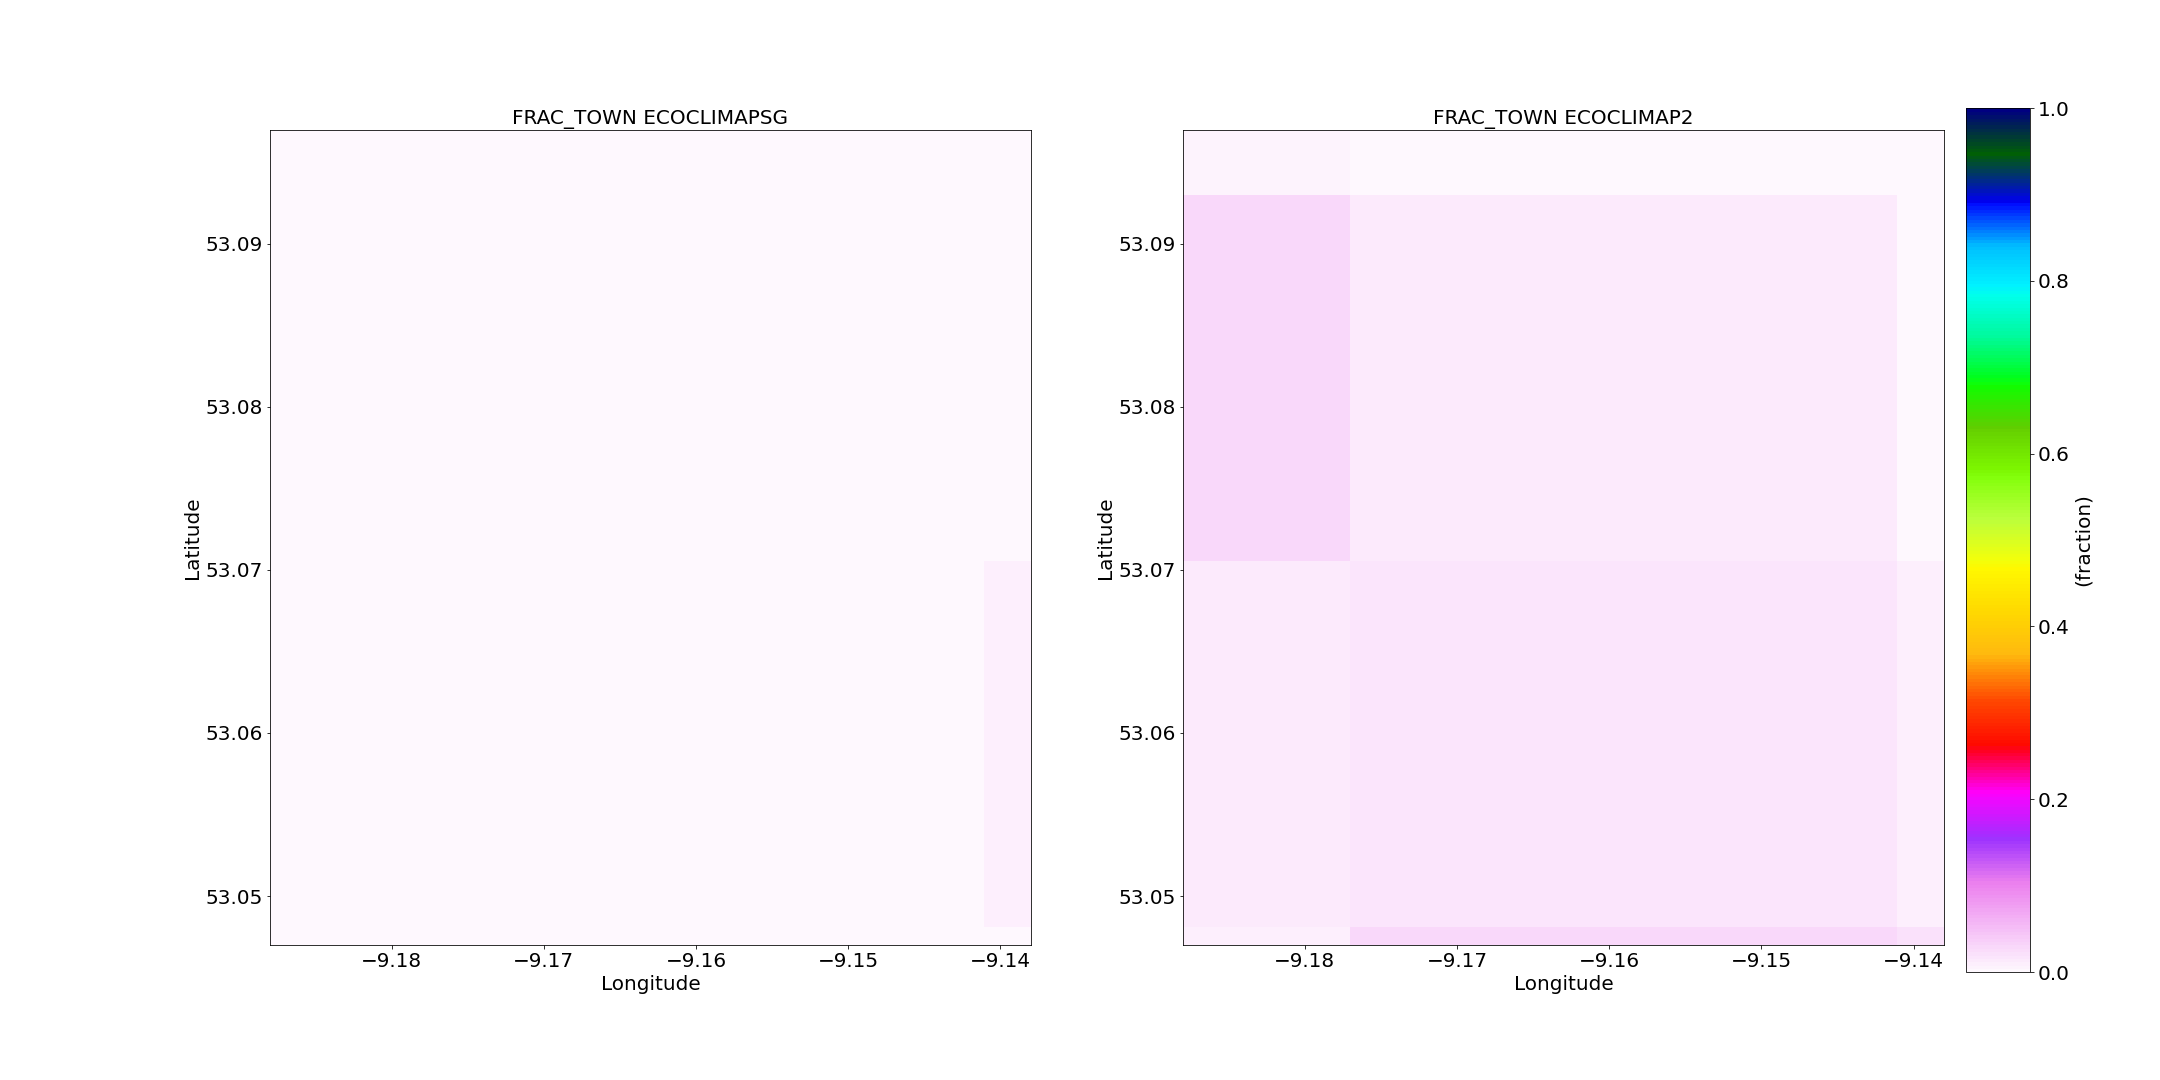 FRAC_TOWN ECOCLIMAPSG
53.09
53.08
53.07
53.06
53.05
Latitude
−9.18 −9.17 −9.16 −9.15 −9.14
Longitude
FRAC_TOWN ECOCLIMAP2
53.09
53.08
53.07
53.06
53.05
Latitude
−9.18 −9.17 −9.16 −9.15 −9.14
Longitude
1.0
0.8
0.6
0.4
0.2
0.0
(fraction)